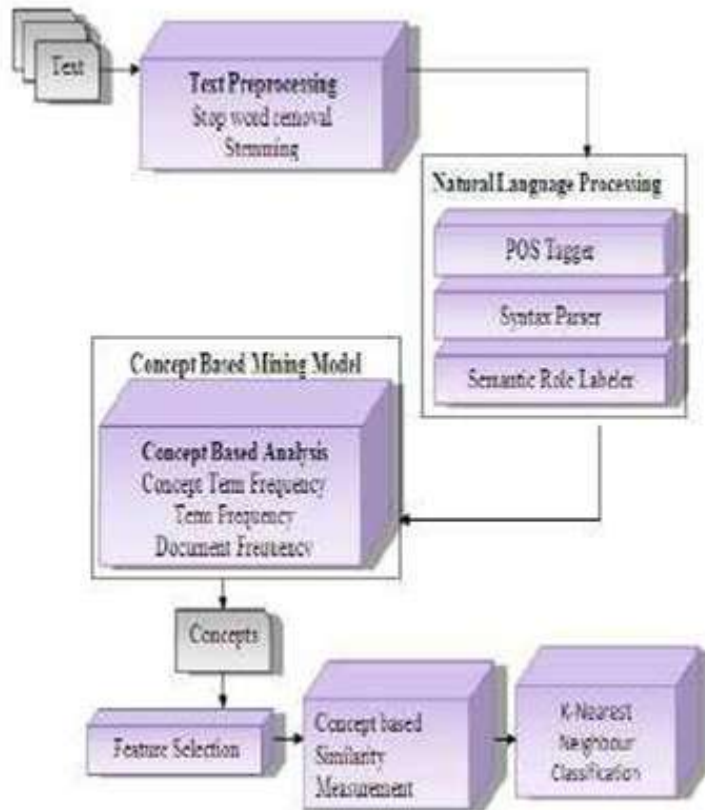 Text
Text Preprocessing
Stop word removal
Stemming
Natural Language Processing
POS Tagger
Syntax Parser
Semantic Role Labeler
Concept Based Mining Model
Concept Based Analysis
Concept Term Frequency
Term Frequency
Document Frequency
Concepts
Feature Selection
Concept based
Similarity
Measurement
K-Nearest
Neighbour
Classification